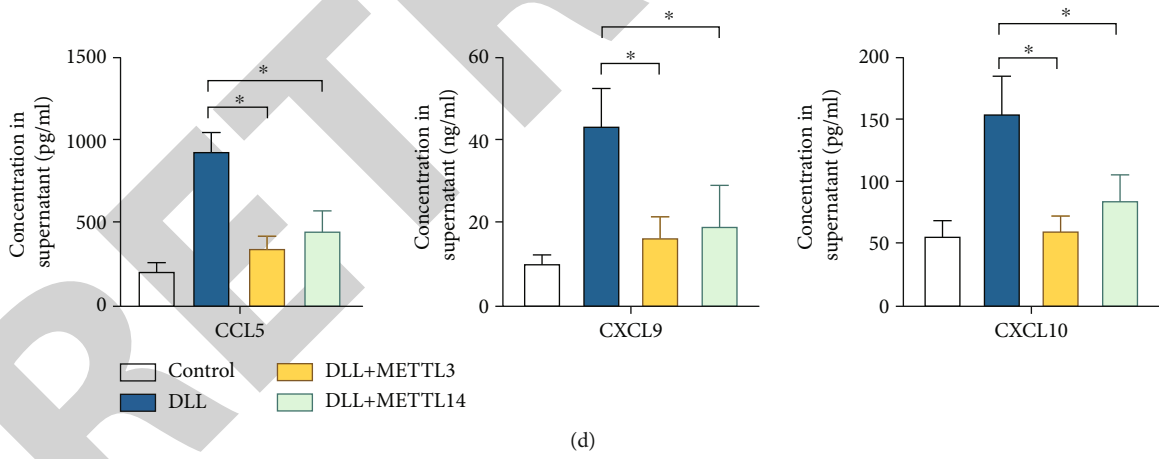 Concentration in
supernatant (pg/ml)
1500
1000
500
0
*
*
CCL5
Concentration in
supernatant (ng/ml)
60
40
20
0
*
*
CXCL9
Concentration in
supernatant (pg/ml)
200
150
100
50
0
*
*
CXCL10
Control
DLL+METTL3
DLL
DLL+METTL14
(d)
RETR